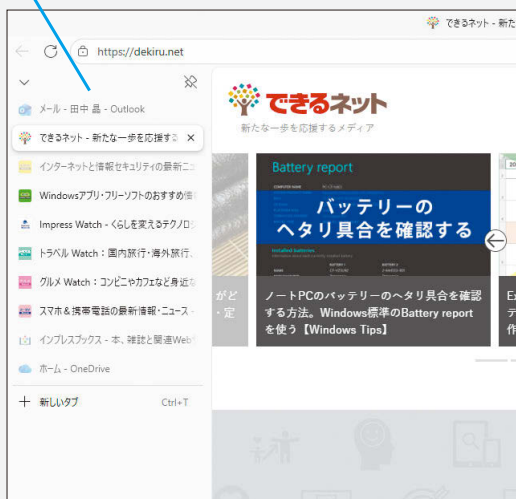 できるネット - 新た
https://dekiru.net
メール - 田中 晶 - Outlook
できるネット - 新たな一歩を応援する
インターネットと情報セキュリティの最新ニュ
Windowsアプリ・フリーソフトのおすすめ情
Impress Watch - くらしを変えるテクノロジ
トラベル Watch : 国内旅行・海外旅行、
グルメ Watch : コンビニやカフェなど身近な
スマホ＆携帯電話の最新情報・ニュース -
インプレスブックス - 本、雑誌と関連Web
ホーム - OneDrive
新しいタブ
Ctrl+T
できるネット
新たな一歩を応援するメディア
Battery report
バッテリーの
ヘタリ具合を確認する
がど
・定
ノートPCのバッテリーのヘタリ具合を確認
する方法。Windows標準のBattery report
を使う【Windows Tips】